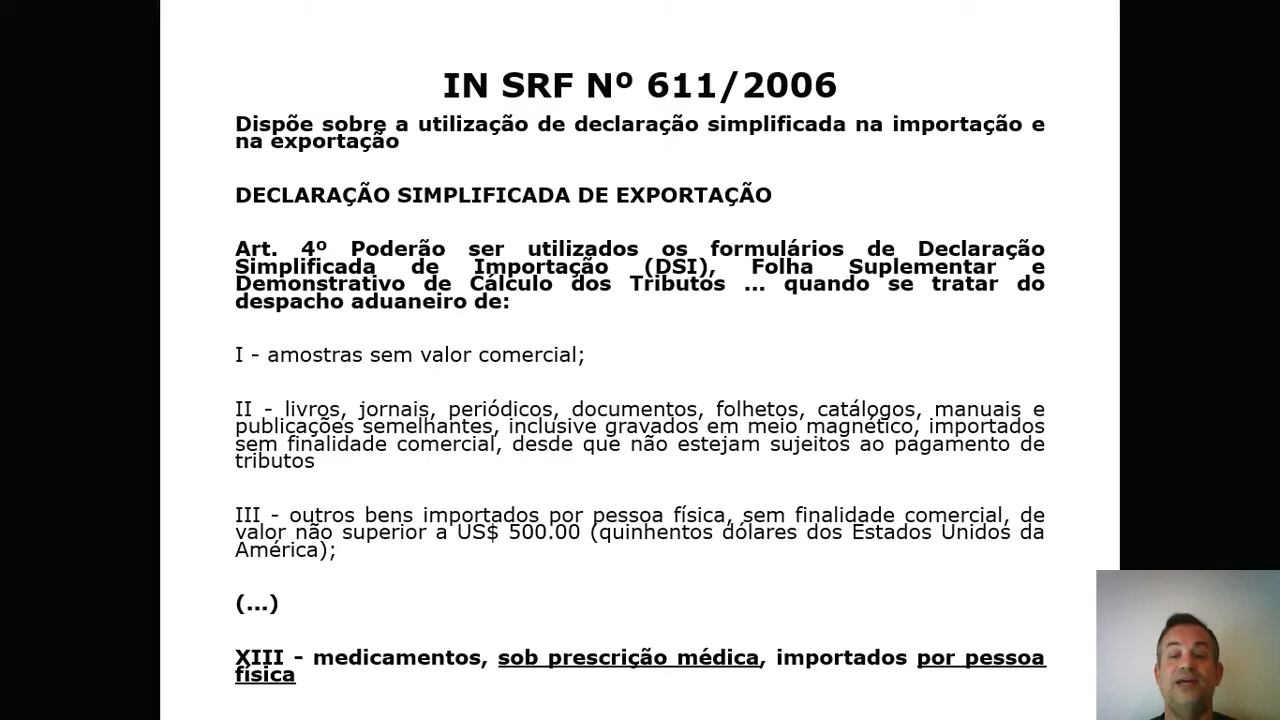 IN SRF Nº 611/2006
Dispõe sobre a utilização de declaração simplificada na importação e
na exportação
DECLARAÇÃO SIMPLIFICADA DE EXPORTAÇÃO
Art. 4º Poderão ser utilizados os formulários de Declaração
Simplificada de Importação (DSI), Folha Suplementar e
Demonstrativo de Cálculo dos Tributos ... quando se tratar do
despacho aduaneiro de:
I - amostras sem valor comercial;
II - livros, jornais, periódicos, documentos, folhetos, catálogos, manuais e
publicações semelhantes, inclusive gravados em meio magnético, importados
sem finalidade comercial, desde que não estejam sujeitos ao pagamento de
tributos
III - outros bens importados por pessoa física, sem finalidade comercial, de
valor não superior a US$ 500.00 (quinhentos dólares dos Estados Unidos da
América);
(...)
XIII - medicamentos, sob prescrição médica, importados por pessoa
física